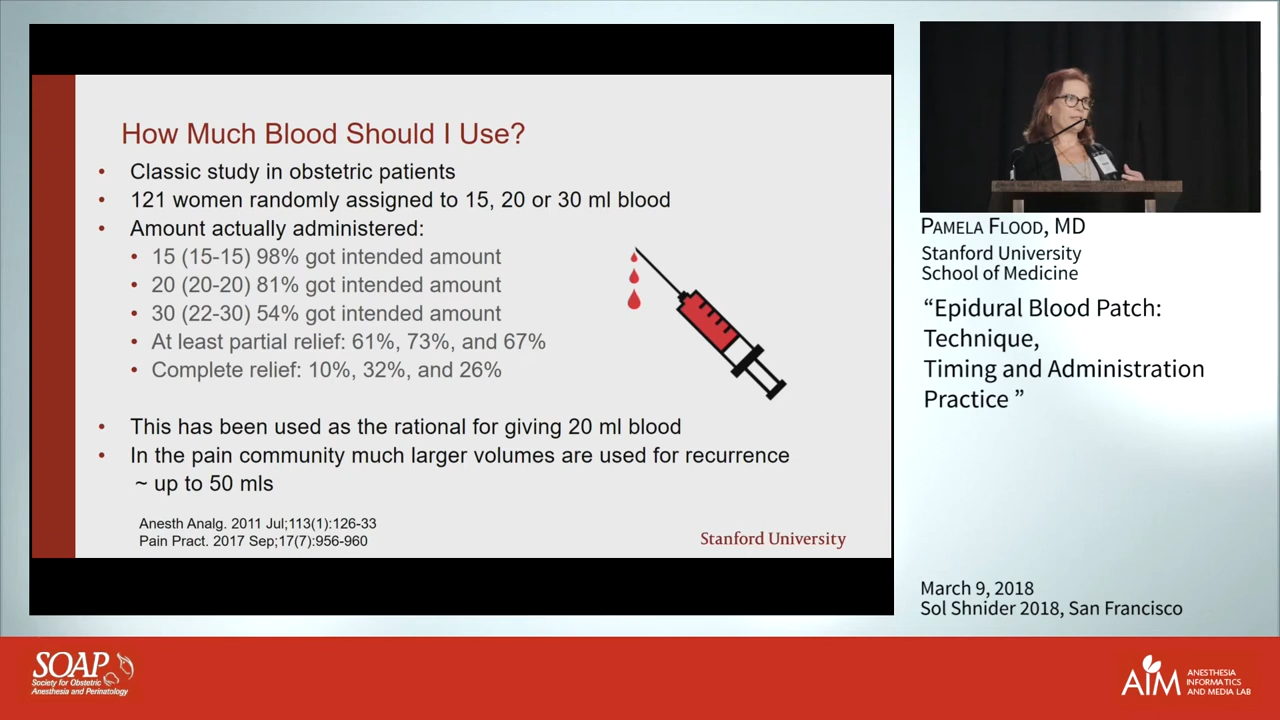 How Much Blood Should I Use?
• Classic study in obstetric patients
• 121 women randomly assigned to 15, 20 or 30 ml blood
• Amount actually administered:
• 15 (15-15) 98% got intended amount
• 20 (20-20) 81% got intended amount
• 30 (22-30) 54% got intended amount
• At least partial relief: 61%, 73%, and 67%
• Complete relief: 10%, 32%, and 26%
• This has been used as the rational for giving 20 ml blood
• In the pain community much larger volumes are used for recurrence
~ up to 50 mls
Anesth Analg. 2011 Jul;113(1):126-33
Pain Pract. 2017 Sep;17(7):956-960
Stanford University
PAMELA FLOOD, MD
Stanford University
School of Medicine
“Epidural Blood Patch:
Technique,
Timing and Administration
Practice ”
March 9, 2018
Sol Shnider 2018, San Francisco
SOAP
Society for Obstetric
Anesthesia and Perinatology
AIM
ANESTHESIA
INFORMATICS
AND MEDIA LAB